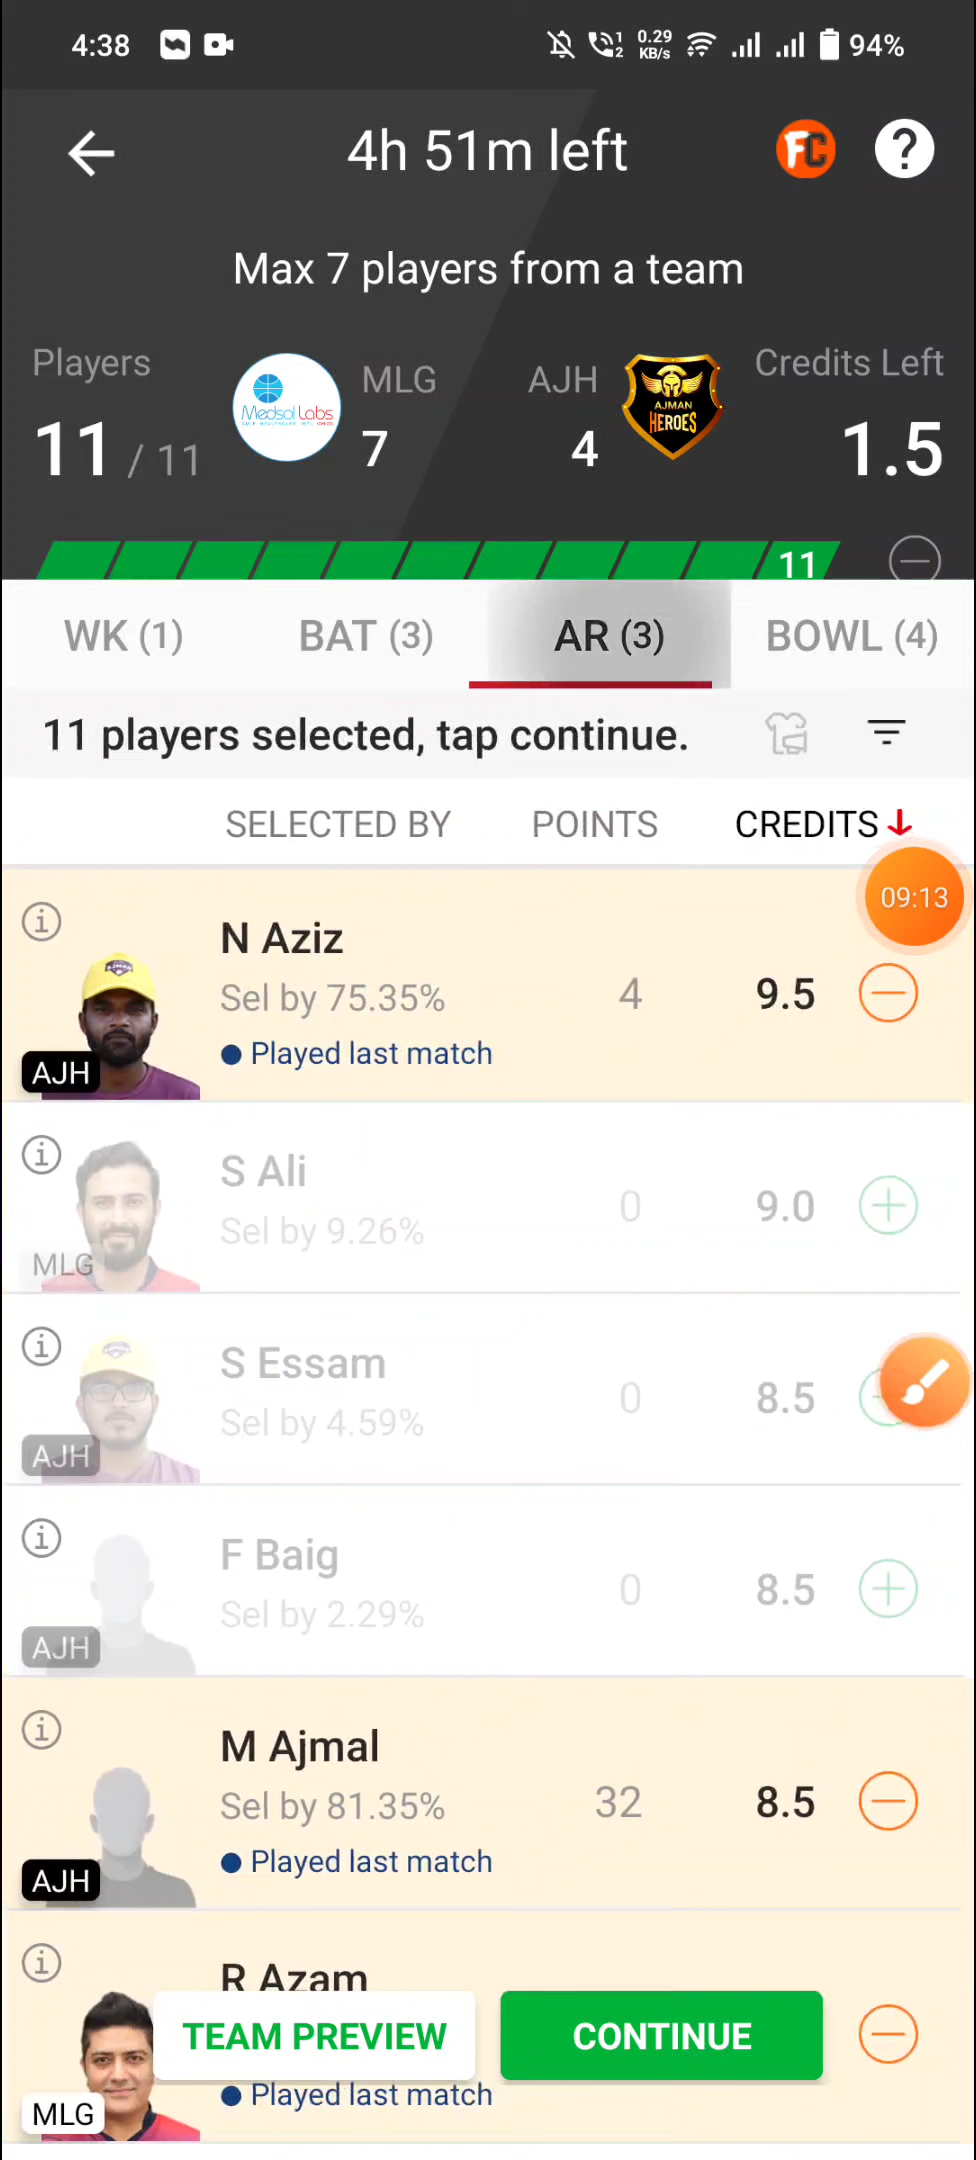 4:38
1
2
0.29
KB/s
94%
4h 51m left
FC
?
Max 7 players from a team
Players
MLG
AJH
Credits Left
11 / 11
Medsol Labs
7
4
AJMAN
HEROES
1.5
11
WK (1)
BAT (3)
AR (3)
BOWL (4)
11 players selected, tap continue.
SELECTED BY
POINTS
CREDITS
09:13
N Aziz
Sel by 75.35%
4
9.5
Played last match
AJH
S Ali
Sel by 9.26%
0
9.0
MLG
S Essam
Sel by 4.59%
0
8.5
AJH
F Baig
Sel by 2.29%
0
8.5
AJH
M Ajmal
Sel by 81.35%
32
8.5
Played last match
AJH
R Azam
TEAM PREVIEW
CONTINUE
Played last match
MLG